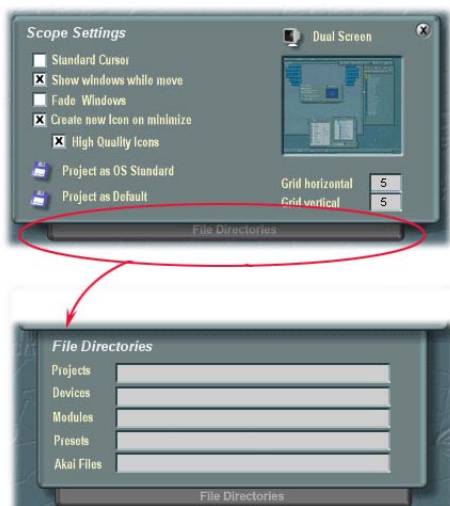 Scope Settings
Dual Screen
X
Standard Cursor
X Show windows while move
Fade Windows
X Create new Icon on minimize
X High Quality Icons
Project as OS Standard
Project as Default
Grid horizontal 5
Grid vertical 5
File Directories
File Directories
Projects
Devices
Modules
Presets
Akai Files
File Directories